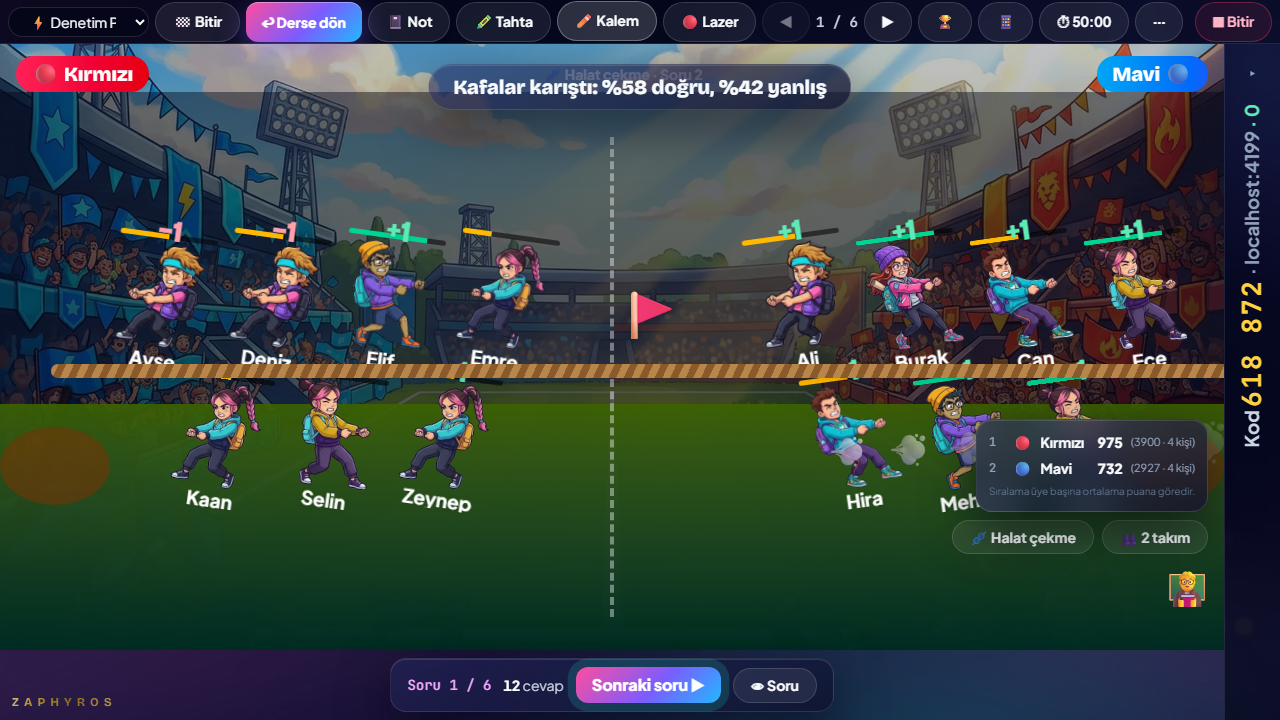 Denetim F
Bitir
Derse dön
Not
Tahta
Kalem
Lazer
1 / 6
50:00
---
Bitir
Kırmızı
Halat çekme · Soru 2
Kafalar karıştı: %58 doğru, %42 yanlış
Mavi
-1
-1
+1
+1
+1
+1
+1
Ayşe
Deniz
Elif
Emre
Ali
Burak
Can
Ece
Kaan
Selin
Zeynep
Hira
1 Kırmızı 975 (3900 · 4 kişi)
2 Mavi 732 (2927 · 4 kişi)
Sıralama üye başına ortalama puana göredir.
Halat çekme
2 takım
Kod 618 872 · localhost:4199 · 0
Soru 1 / 6
12 cevap
Sonraki soru
Soru
ZAPHYROS